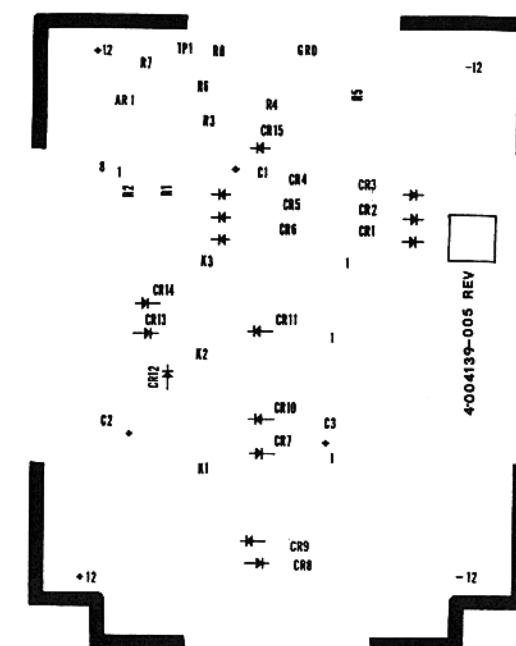 +12 TP1 R8 GRD
R7 -12
AR1 R6 R4 R5
R3
CR15
8 1 C1 CR4 CR3
R2 R1 CR5 CR2
CR6 CR1
K3 1
CR14
CR13 CR11
1
K2
CR12
4-004139-005 REV
CR10
C2 C3
CR7
K1 1
CR9
CR8
+12 -12